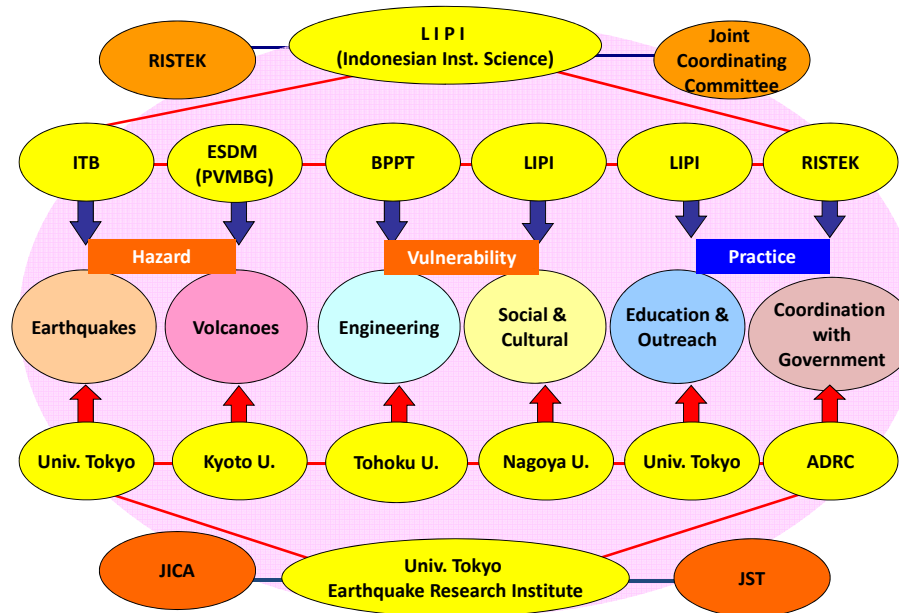 L I P I
(Indonesian Inst. Science)
RISTEK
Joint
Coordinating
Committee
ITB
ESDM
(PVMBG)
BPPT
LIPI
LIPI
RISTEK
Hazard
Vulnerability
Practice
Earthquakes
Volcanoes
Engineering
Social &
Cultural
Education &
Outreach
Coordination
with
Government
Univ. Tokyo
Kyoto U.
Tohoku U.
Nagoya U.
Univ. Tokyo
ADRC
JICA
Univ. Tokyo
Earthquake Research Institute
JST